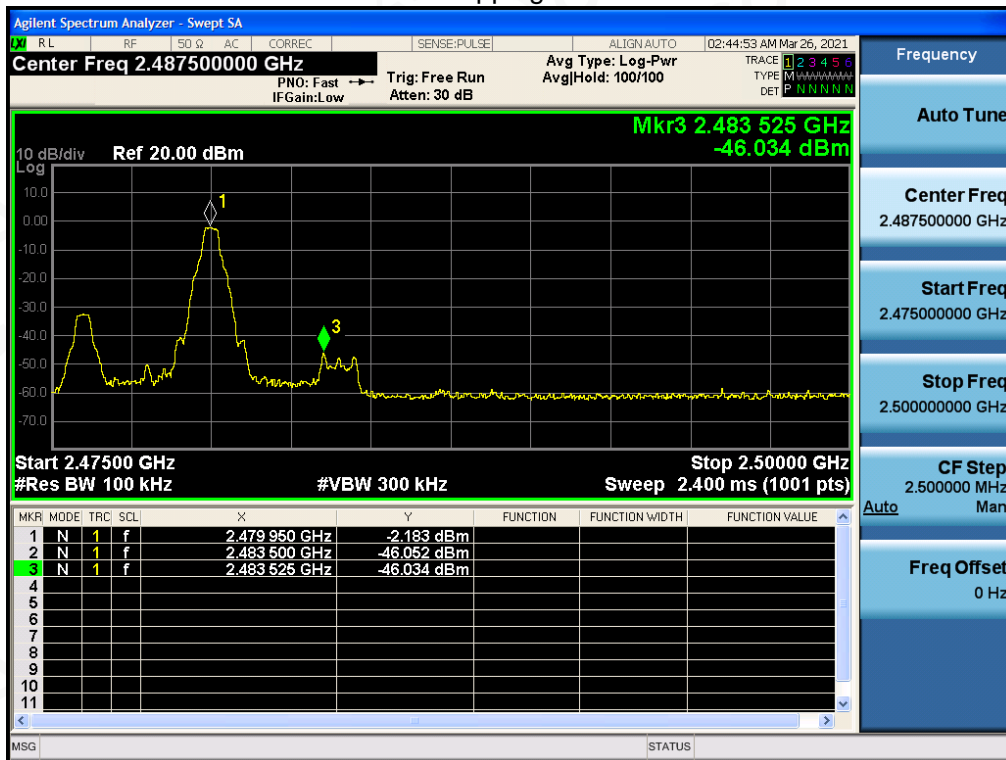 Agilent Spectrum Analyzer - Swept SA
LXI RL RF 50 Ω AC CORREC SENSE:PULSE ALIGN AUTO 02:44:53 AM Mar 26, 2021
Center Freq 2.487500000 GHz
PNO: Fast
IFGain:Low
Trig: Free Run
Atten: 30 dB
Avg Type: Log-Pwr
Avg|Hold: 100/100
TRACE 1 2 3 4 5 6
TYPE M
DET P N N N N N
Mkr3 2.483 525 GHz
-46.034 dBm
10 dB/div Ref 20.00 dBm
Log
10.0
0.00
-10.0
-20.0
-30.0
-40.0
-50.0
-60.0
-70.0
1
3
Start 2.47500 GHz Stop 2.50000 GHz
#Res BW 100 kHz #VBW 300 kHz Sweep 2.400 ms (1001 pts)
MKR MODE TRC SCL X Y FUNCTION FUNCTION WIDTH FUNCTION VALUE
1 N 1 f 2.479 950 GHz -2.183 dBm
2 N 1 f 2.483 500 GHz -46.052 dBm
3 N 1 f 2.483 525 GHz -46.034 dBm
4
5
6
7
8
9
10
11
MSG STATUS
Frequency
Auto Tune
Center Freq
2.487500000 GHz
Start Freq
2.475000000 GHz
Stop Freq
2.500000000 GHz
CF Step
2.500000 MHz
Auto Man
Freq Offset
0 Hz